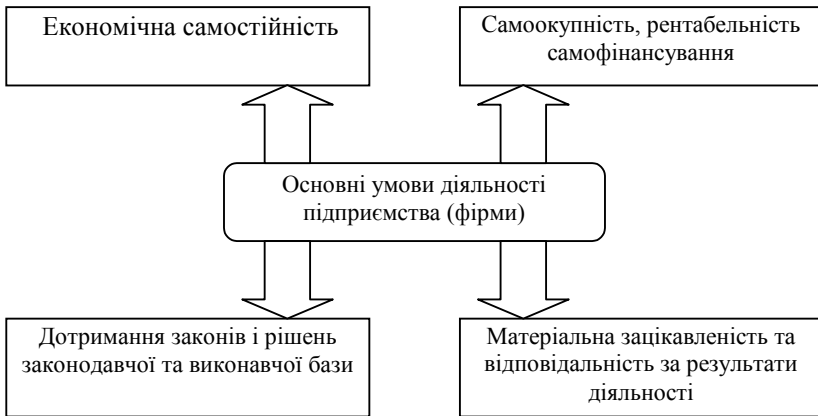 Економічна самостійність
Самоокупність, рентабельність
самофінансування
Основні умови діяльності
підприємства (фірми)
Дотримання законів і рішень
законодавчої та виконавчої бази
Матеріальна зацікавленість та
відповідальність за результати
діяльності